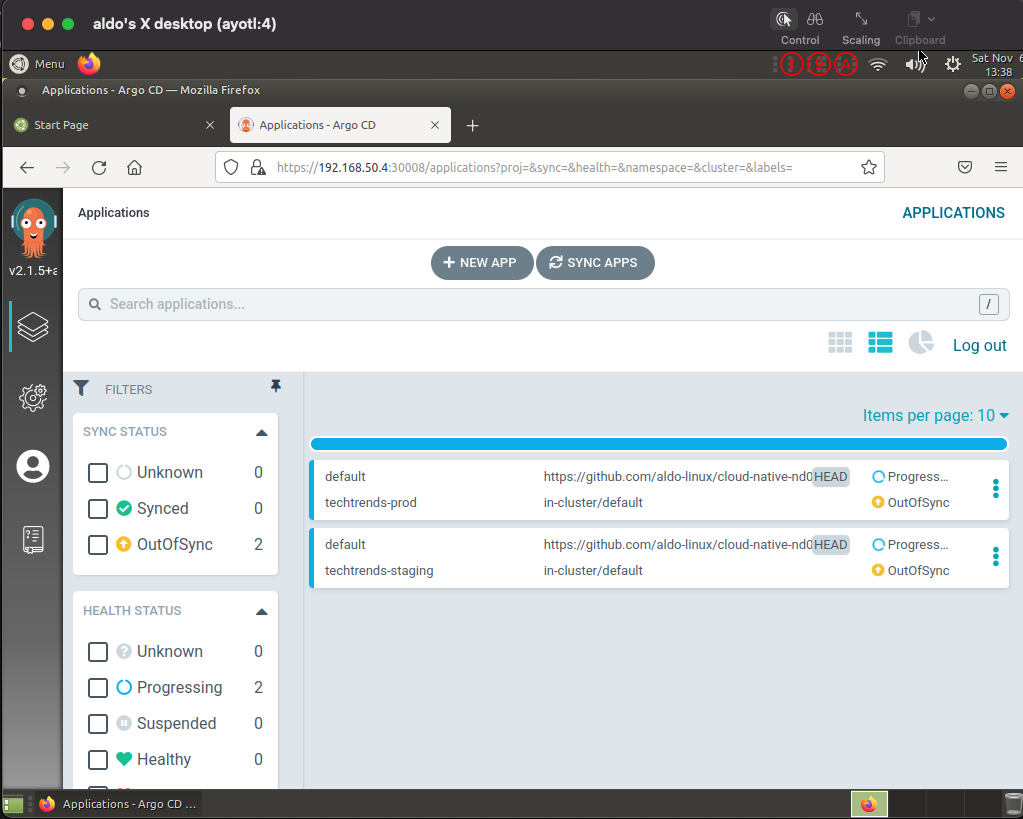 aldo's X desktop (ayotl:4)
Control
Scaling
Clipboard
Menu
Sat Nov 6
13:38
Applications - Argo CD — Mozilla Firefox
Start Page
Applications - Argo CD
https://192.168.50.4:30008/applications?proj=&sync=&health=&namespace=&cluster=&labels=
v2.1.5+a
Applications
APPLICATIONS
NEW APP
SYNC APPS
Search applications...
/
Log out
FILTERS
SYNC STATUS
Unknown 0
Synced 0
OutOfSync 2
HEALTH STATUS
Unknown 0
Progressing 2
Suspended 0
Healthy 0
Items per page: 10
default https://github.com/aldo-linux/cloud-native-nd0 HEAD Progress...
techtrends-prod in-cluster/default OutOfSync
default https://github.com/aldo-linux/cloud-native-nd0 HEAD Progress...
techtrends-staging in-cluster/default OutOfSync
Applications - Argo CD ...